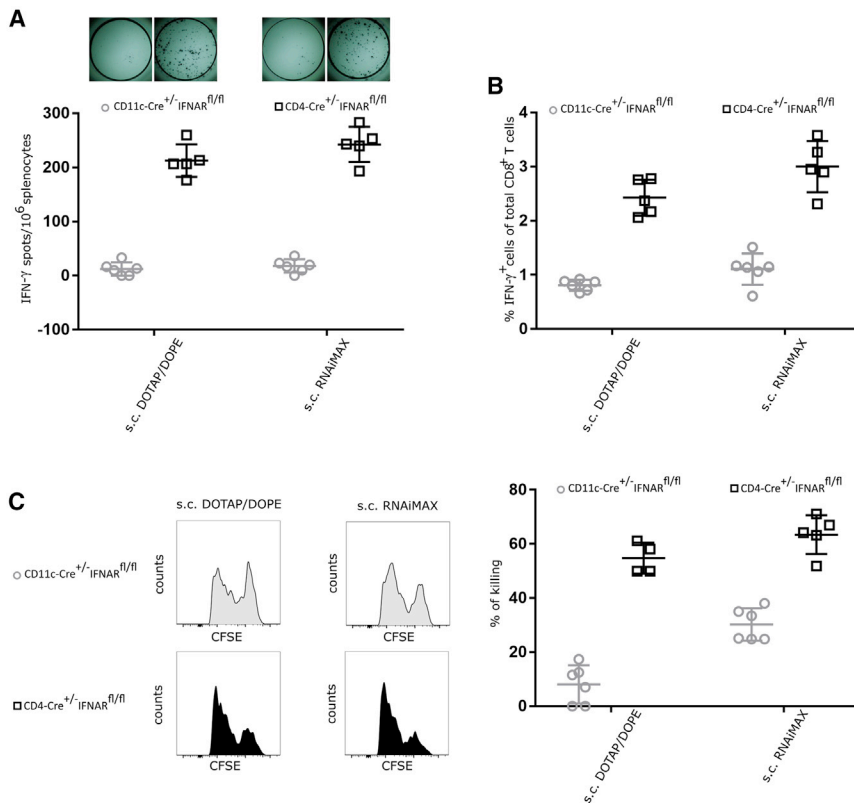 A
CD11c-Cre+/-IFNARfl/fl
CD4-Cre+/-IFNARfl/fl
300
200
100
0
-100
IFN-γ spots/10^6 splenocytes
s.c. DOTAP/DOPE
s.c. RNAiMAX
B
CD11c-Cre+/-IFNARfl/fl
CD4-Cre+/-IFNARfl/fl
4
3
2
1
0
% IFN-γ+cells of total CD8+ T cells
s.c. DOTAP/DOPE
s.c. RNAiMAX
C
s.c. DOTAP/DOPE
s.c. RNAiMAX
CD11c-Cre+/-IFNARfl/fl
counts
CFSE
counts
CFSE
CD4-Cre+/-IFNARfl/fl
counts
CFSE
counts
CFSE
CD11c-Cre+/-IFNARfl/fl
CD4-Cre+/-IFNARfl/fl
80
60
40
20
0
% of killing
s.c. DOTAP/DOPE
s.c. RNAiMAX